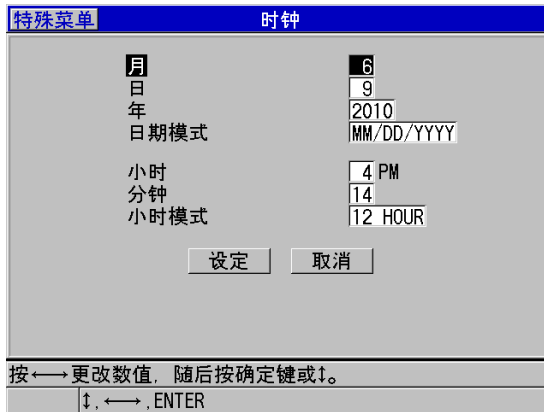 特殊菜单 时钟
月 6
日 9
年 2010
日期模式 MM/DD/YYYY
小时 4 PM
分钟 14
小时模式 12 HOUR
设定 取消
按←→更改数值, 随后按确定键或↕。
↕,←→,ENTER